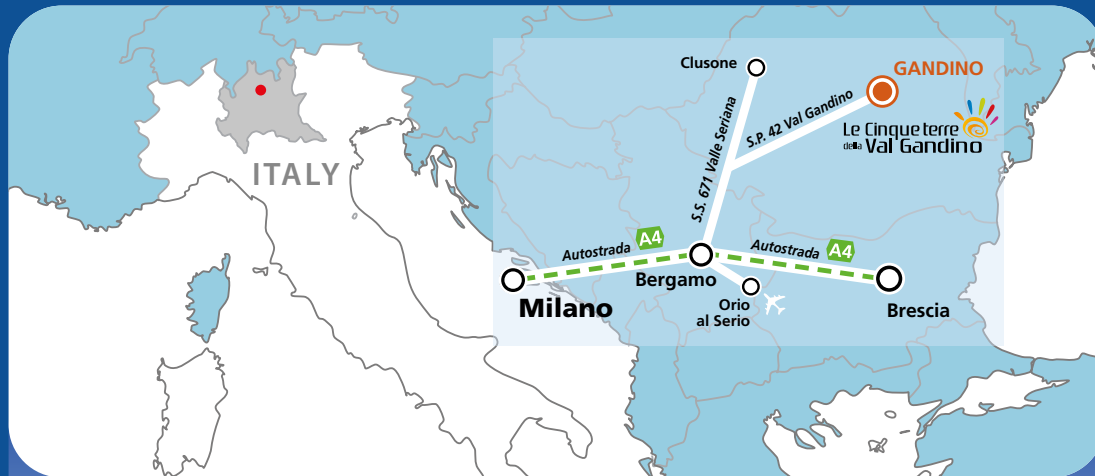 Clusone
GANDINO
S.P. 42 Val Gandino
Le Cinque terre
della Val Gandino
ITALY
S.S. 671 Valle Seriana
Autostrada A4
Autostrada A4
Bergamo
Milano
Orio
al Serio
Brescia